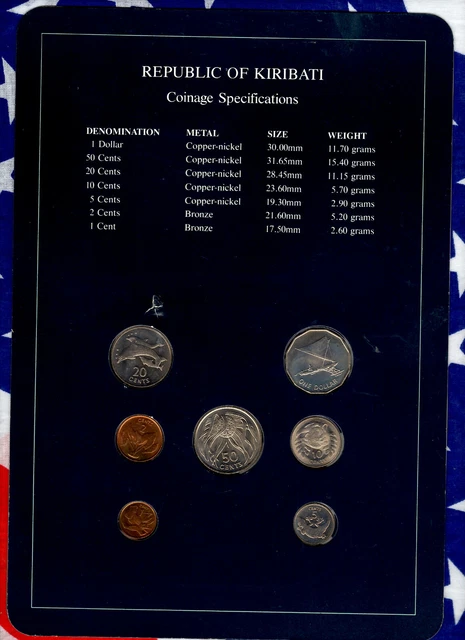 REPUBLIC OF KIRIBATI
Coinage Specifications
DENOMINATION METAL SIZE WEIGHT
1 Dollar Copper-nickel 30.00mm 11.70 grams
50 Cents Copper-nickel 31.65mm 15.40 grams
20 Cents Copper-nickel 28.45mm 11.15 grams
10 Cents Copper-nickel 23.60mm 5.70 grams
5 Cents Copper-nickel 19.30mm 2.90 grams
2 Cents Bronze 21.60mm 5.20 grams
1 Cent Bronze 17.50mm 2.60 grams
20
CENTS
ONE DOLLAR
2
50
CENTS
10
5